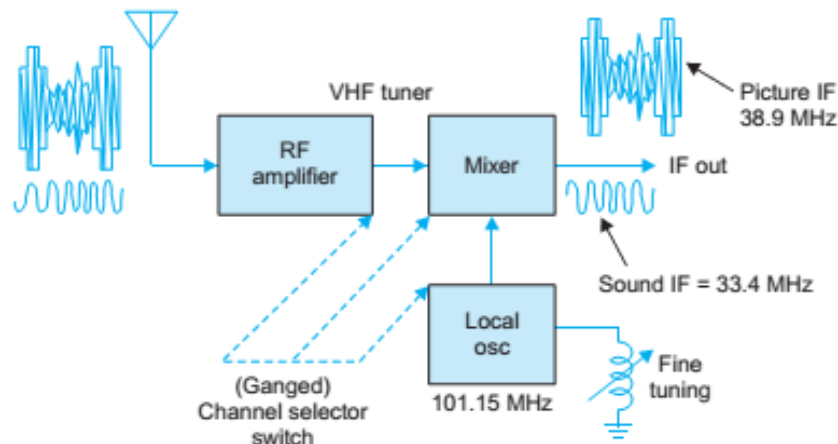 VHF tuner
Picture IF
38.9 MHz
RF
amplifier
Mixer
IF out
Sound IF = 33.4 MHz
Local
osc
Fine
tuning
(Ganged)
Channel selector
switch
101.15 MHz